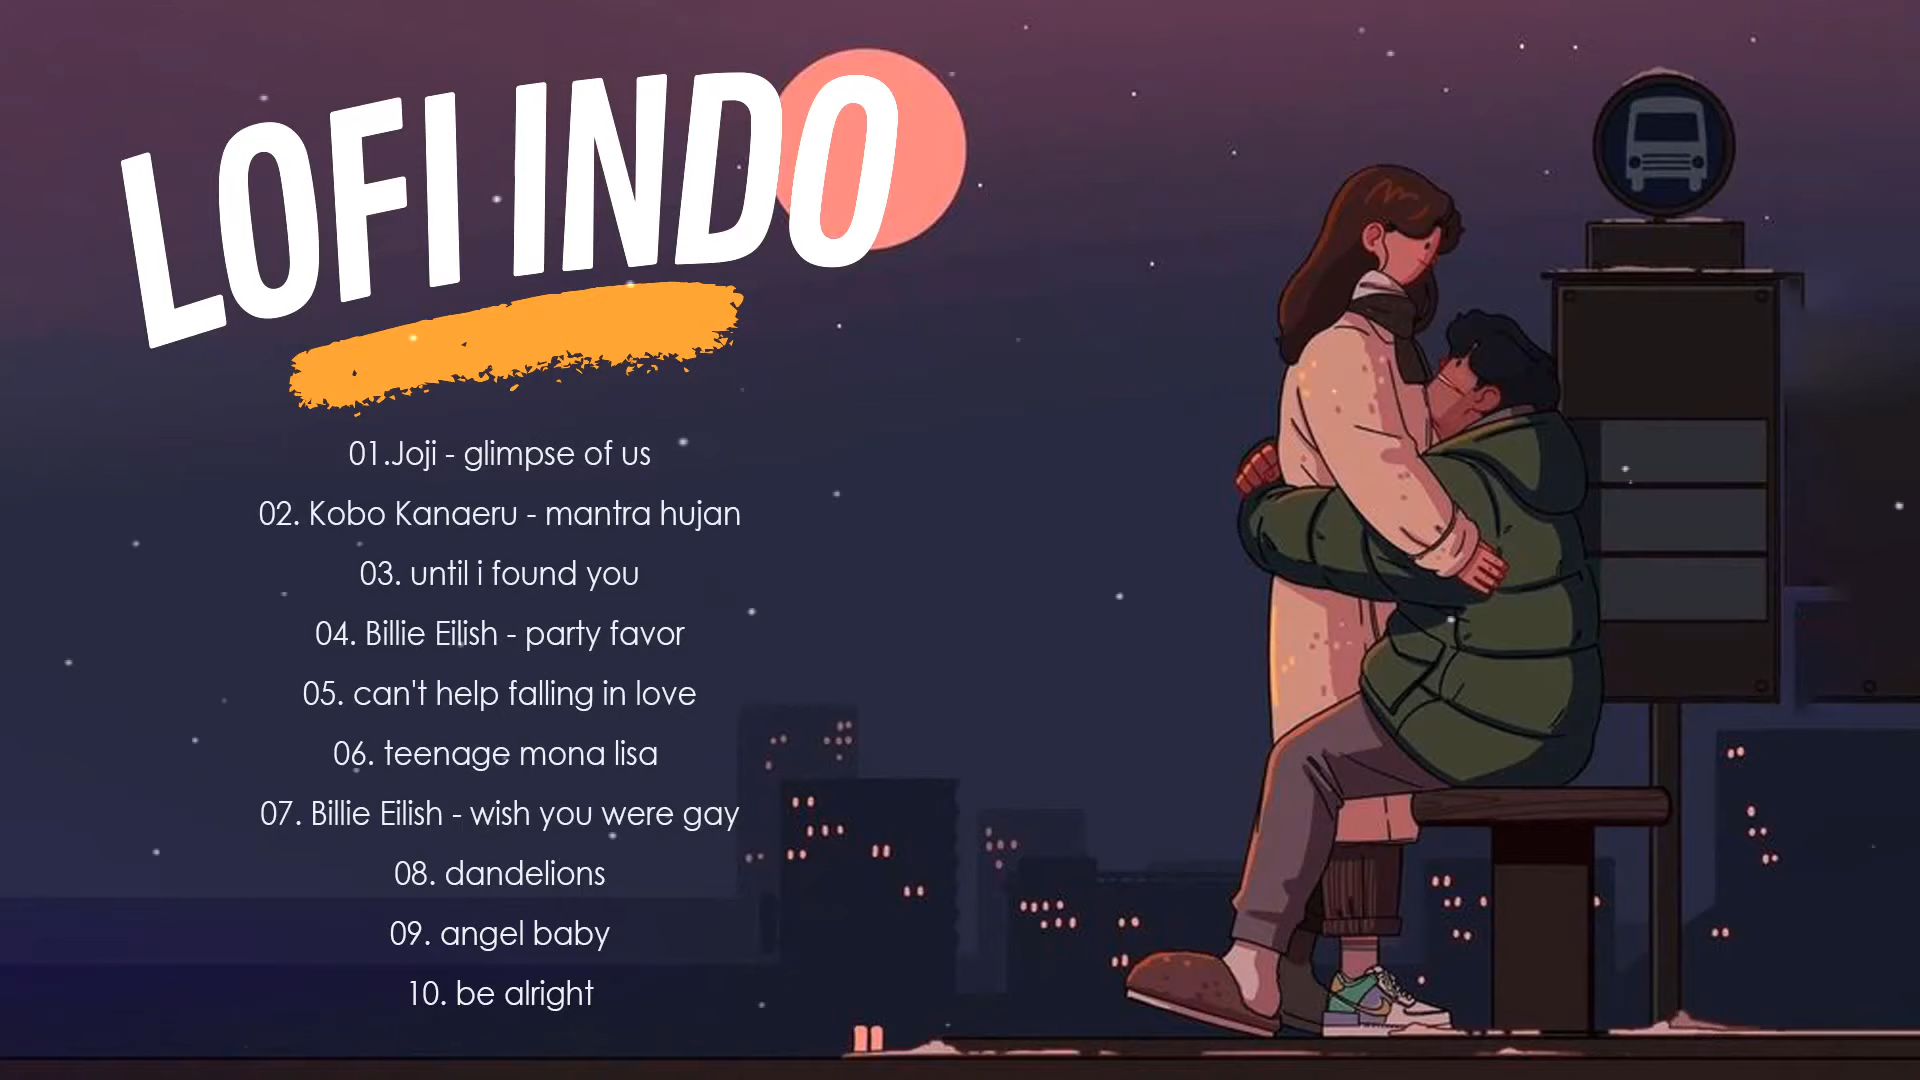 LOFI INDO
01.Joji - glimpse of us
02. Kobo Kanaeru - mantra hujan
03. until i found you
04. Billie Eilish - party favor
05. can't help falling in love
06. teenage mona lisa
07. Billie Eilish - wish you were gay
08. dandelions
09. angel baby
10. be alright